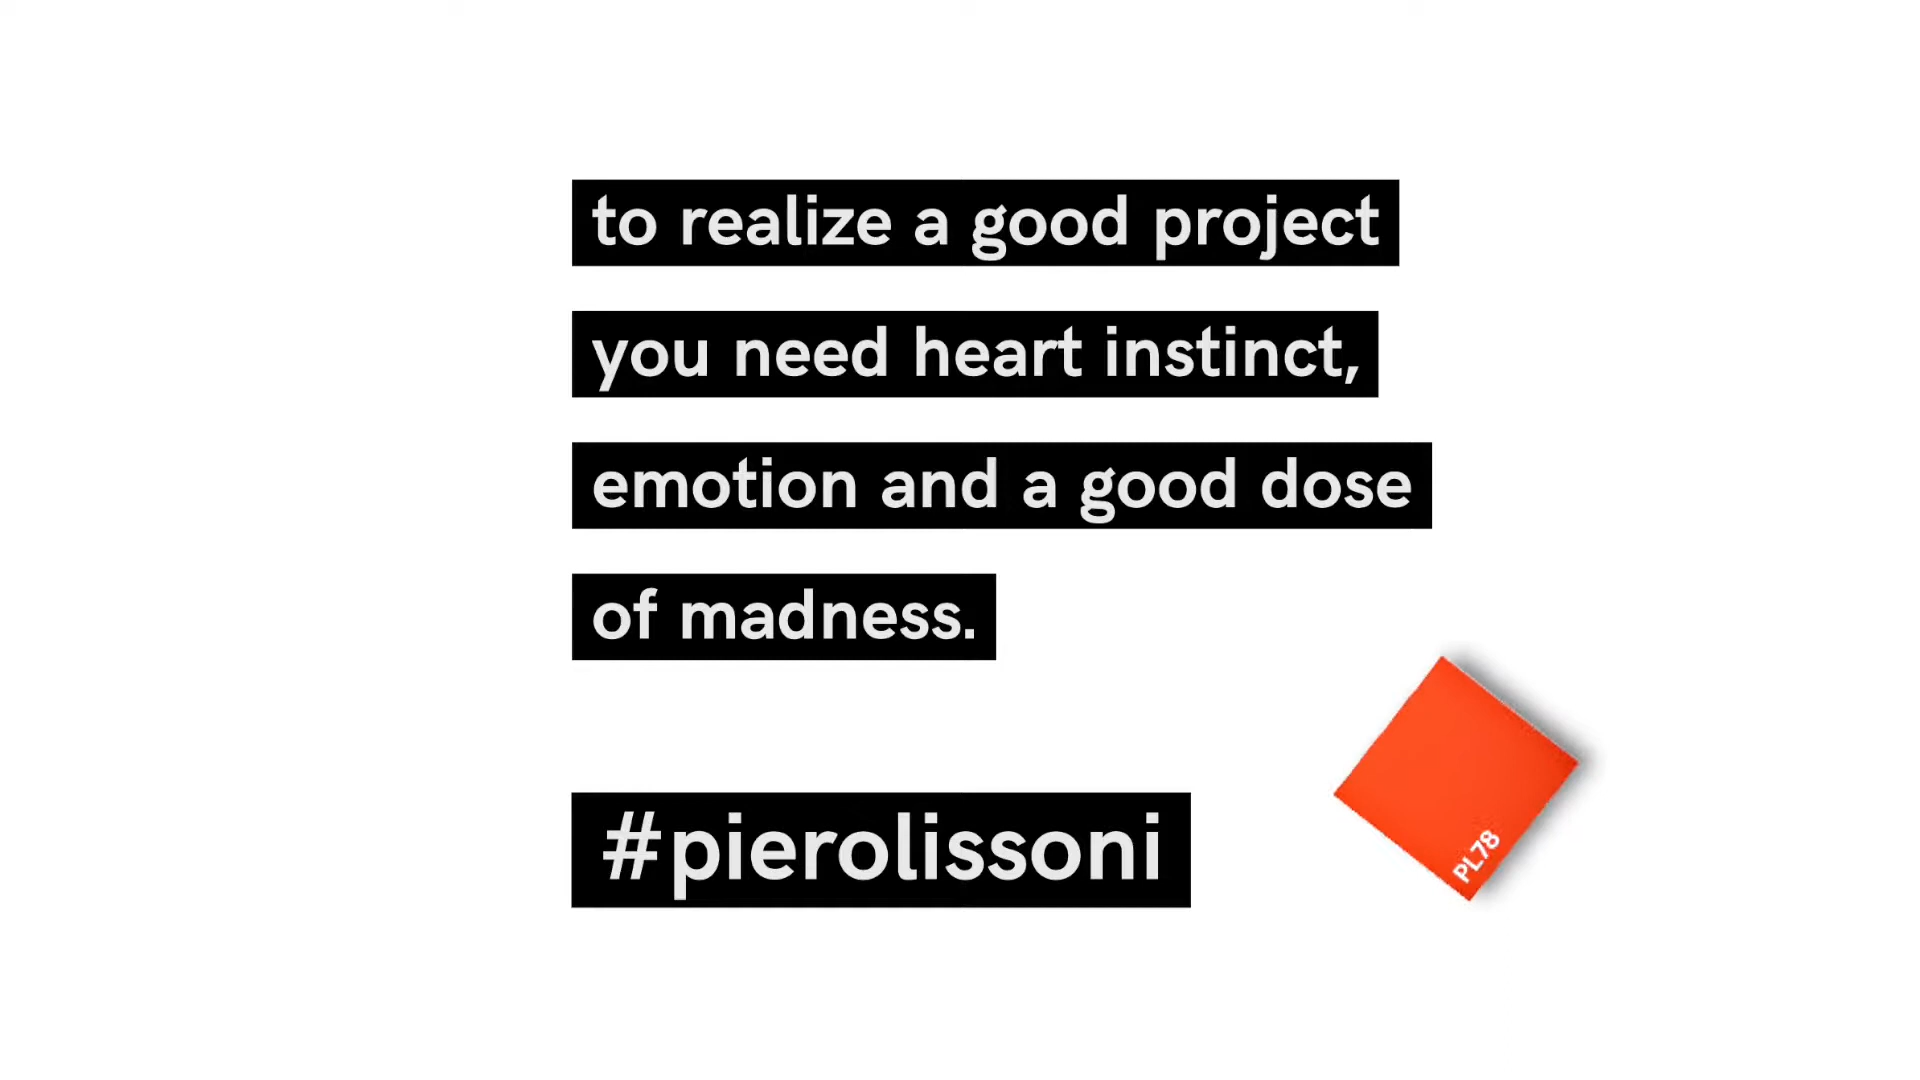 to realize a good project
you need heart instinct,
emotion and a good dose
of madness.
#pierolissoni
PL78